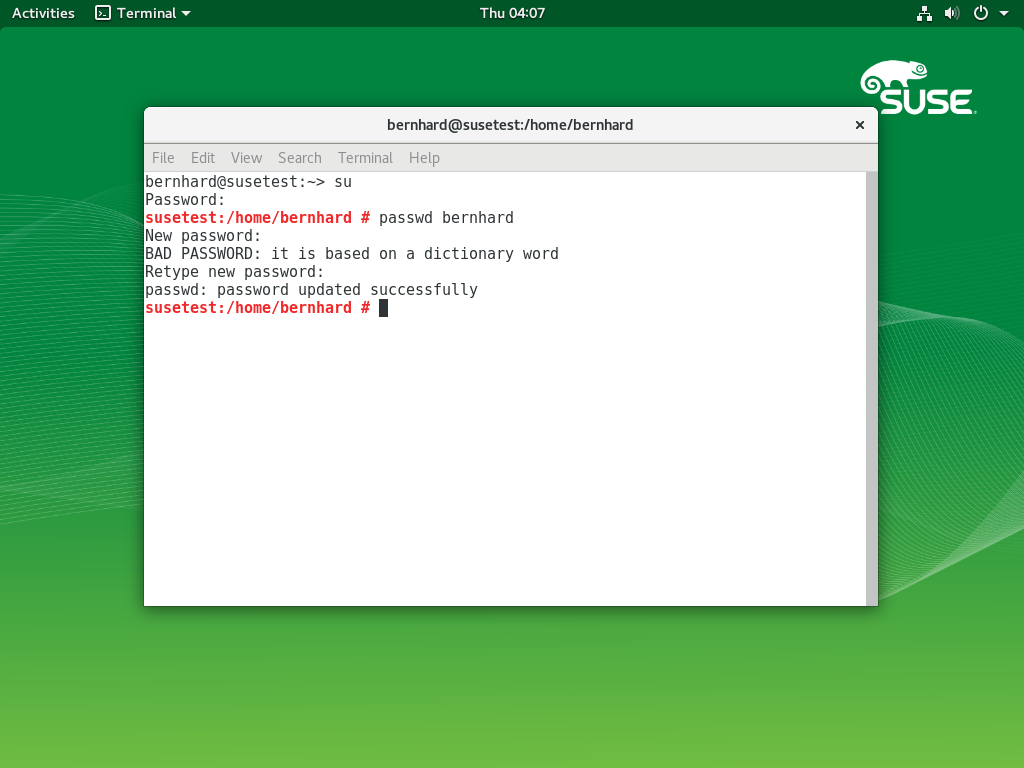 Activities Terminal Thu 04:07
SUSE
bernhard@susetest:/home/bernhard ×
File Edit View Search Terminal Help
bernhard@susetest:~> su
Password:
susetest:/home/bernhard # passwd bernhard
New password:
BAD PASSWORD: it is based on a dictionary word
Retype new password:
passwd: password updated successfully
susetest:/home/bernhard #